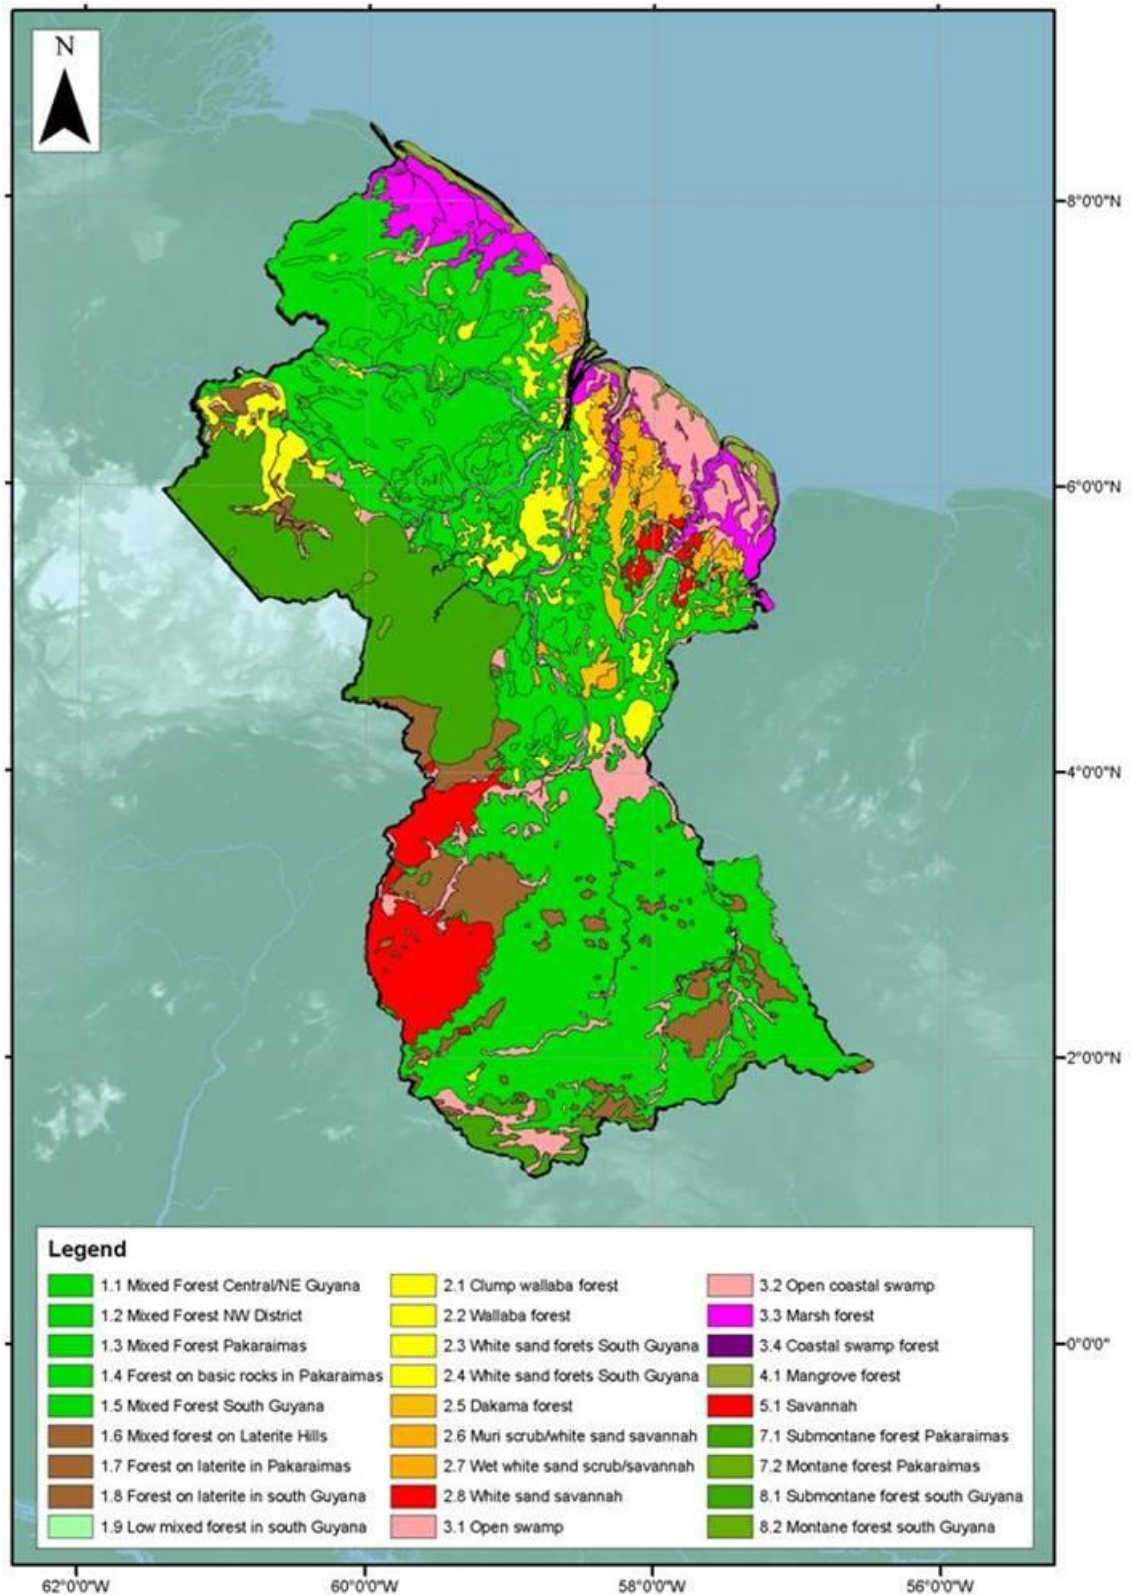 N
8°0'0"N
6°0'0"N
4°0'0"N
2°0'0"N
Legend
1.1 Mixed Forest Central/NE Guyana
1.2 Mixed Forest NW District
1.3 Mixed Forest Pakaraimas
1.4 Forest on basic rocks in Pakaraimas
1.5 Mixed Forest South Guyana
1.6 Mixed forest on Laterite Hills
1.7 Forest on laterite in Pakaraimas
1.8 Forest on laterite in south Guyana
1.9 Low mixed forest in south Guyana
2.1 Clump wallaba forest
2.2 Wallaba forest
2.3 White sand forets South Guyana
2.4 White sand forets South Guyana
2.5 Dakama forest
2.6 Muri scrub/white sand savannah
2.7 Wet white sand scrub/savannah
2.8 White sand savannah
3.1 Open swamp
3.2 Open coastal swamp
3.3 Marsh forest
3.4 Coastal swamp forest
4.1 Mangrove forest
5.1 Savannah
7.1 Submontane forest Pakaraimas
7.2 Montane forest Pakaraimas
8.1 Submontane forest south Guyana
8.2 Montane forest south Guyana
0°0'0"
62°0'0"W
60°0'0"W
58°0'0"W
56°0'0"W